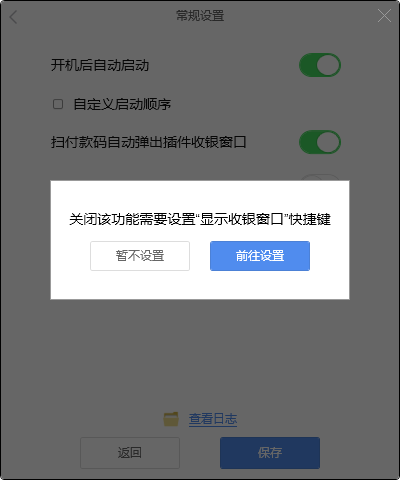 常规设置
开机后自动启动
自定义启动顺序
扫付款码自动弹出插件收银窗口
关闭该功能需要设置“显示收银窗口”快捷键
暂不设置
前往设置
查看日志
返回
保存